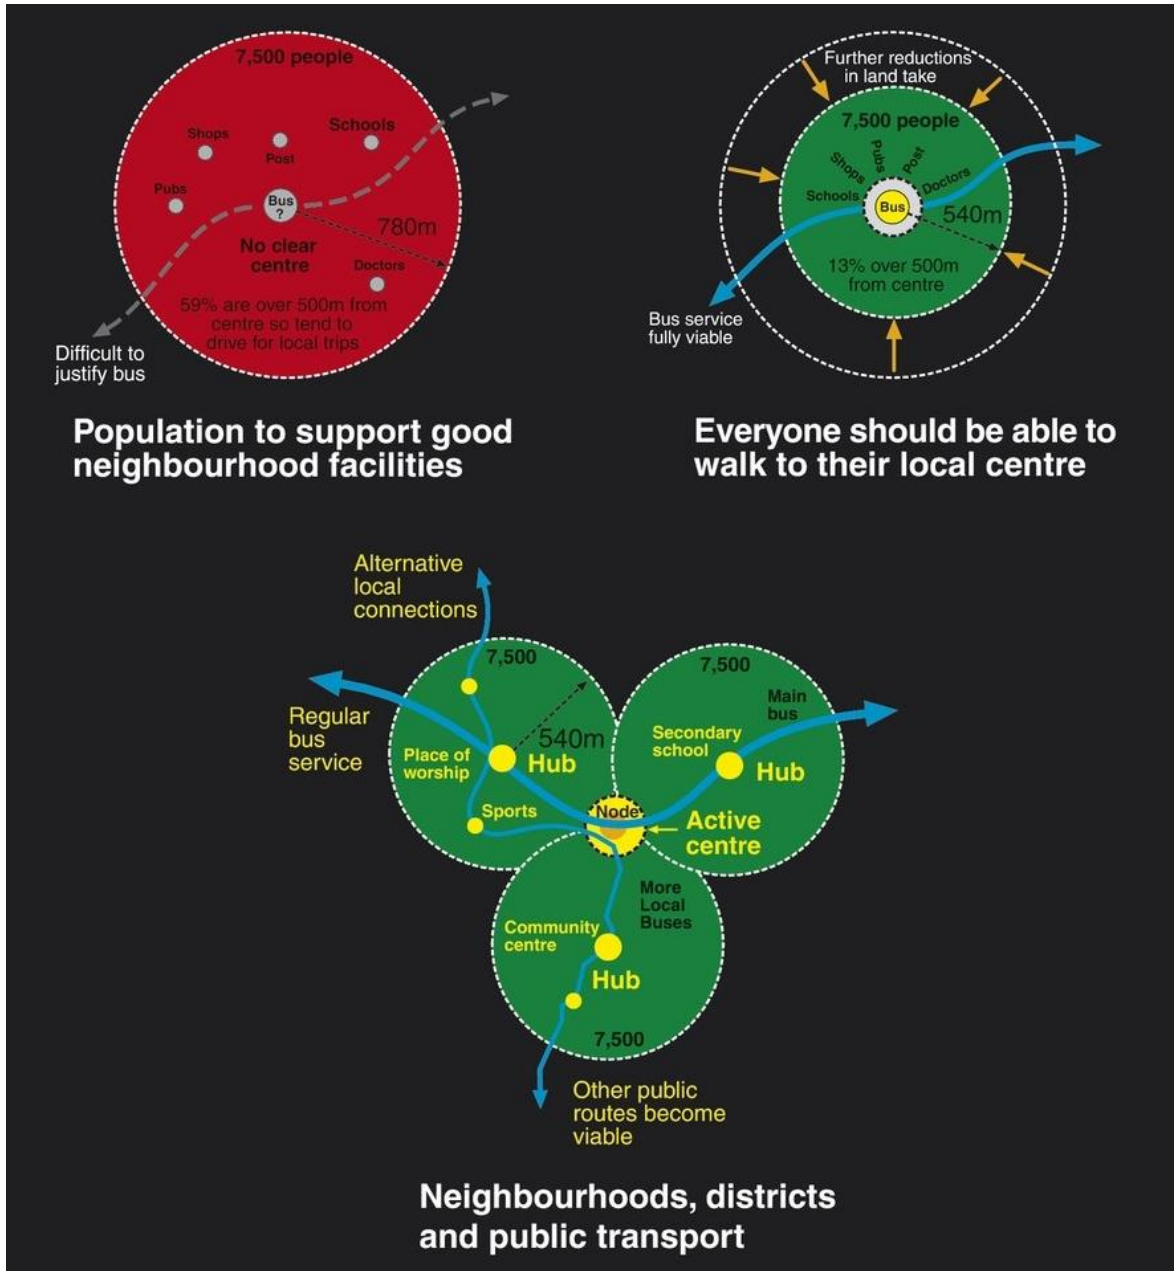 7,500 people
Shops
Post
Schools
Pubs
Bus
?
780m
No clear
centre
Doctors
59% are over 500m from
centre so tend to
drive for local trips
Difficult to
justify bus
Population to support good
neighbourhood facilities
Further reductions
in land take
7,500 people
Schools
Shops
Pubs
Post
Doctors
Bus
540m
13% over 500m
from centre
Bus service
fully viable
Everyone should be able to
walk to their local centre
Alternative
local
connections
7,500
Regular
bus
service
540m
Place of
worship
Hub
Sports
7,500
Main
bus
Secondary
school
Hub
Node
Active
centre
More
Local
Buses
Community
centre
Hub
7,500
Other public
routes become
viable
Neighbourhoods, districts
and public transport